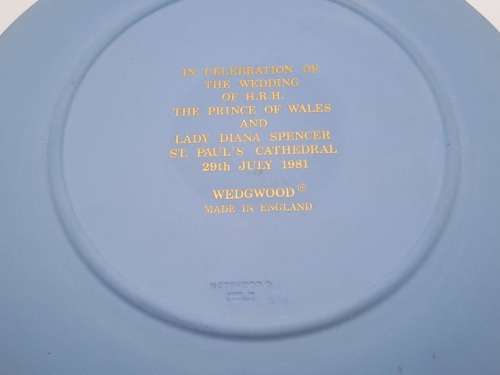 IN CELEBRATION OF
THE WEDDING
OF H.R.H.
THE PRINCE OF WALES
AND
LADY DIANA SPENCER
ST. PAUL'S CATHEDRAL
29th JULY 1981
WEDGWOOD®
MADE IN ENGLAND